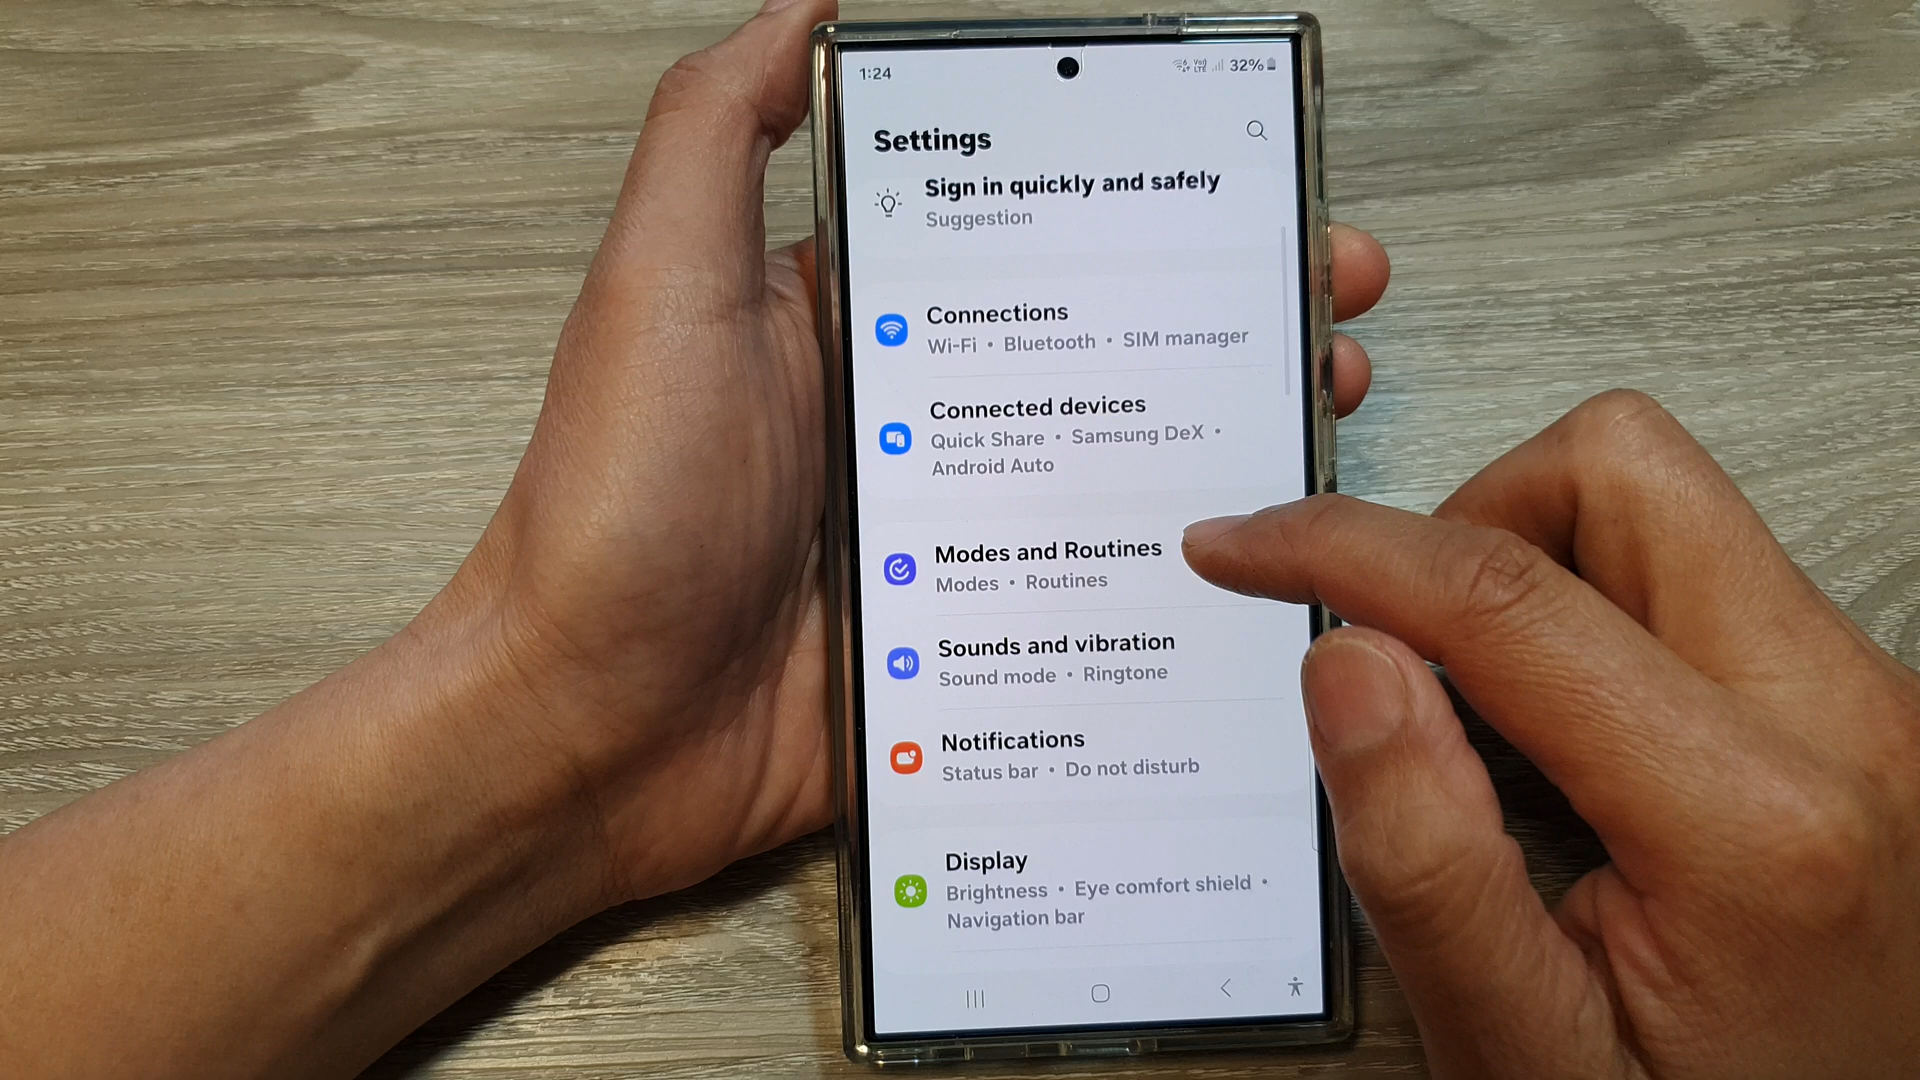 1:24
Vo)) LTE 32%
Settings
Sign in quickly and safely
Suggestion
Connections
Wi-Fi • Bluetooth • SIM manager
Connected devices
Quick Share • Samsung DeX •
Android Auto
Modes and Routines
Modes • Routines
Sounds and vibration
Sound mode • Ringtone
Notifications
Status bar • Do not disturb
Display
Brightness • Eye comfort shield •
Navigation bar